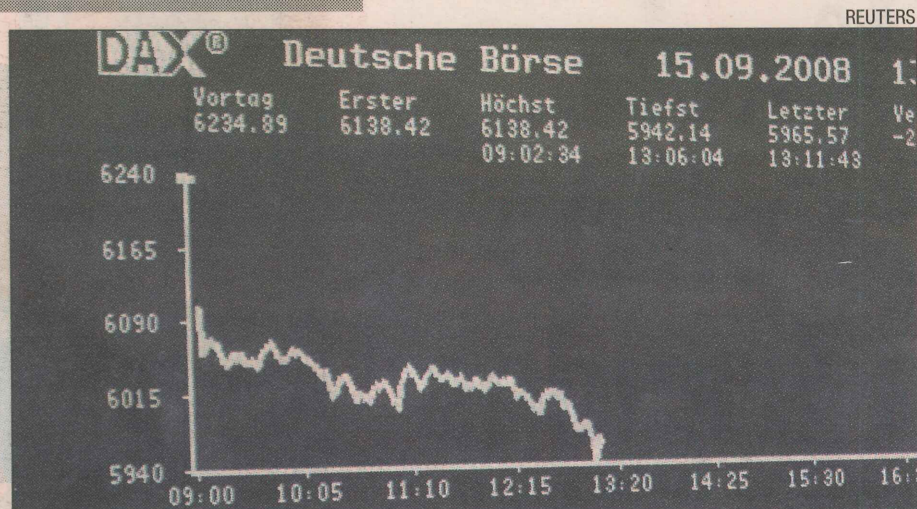 REUTERS
DAX® Deutsche Börse 15.09.2008
Vortag Erster Höchst Tiefst Letzter
6234.89 6138.42 6138.42 5942.14 5965.57
09:02:34 13:06:04 13:11:43
6240
6165
6090
6015
5940
09:00 10:05 11:10 12:15 13:20 14:25 15:30